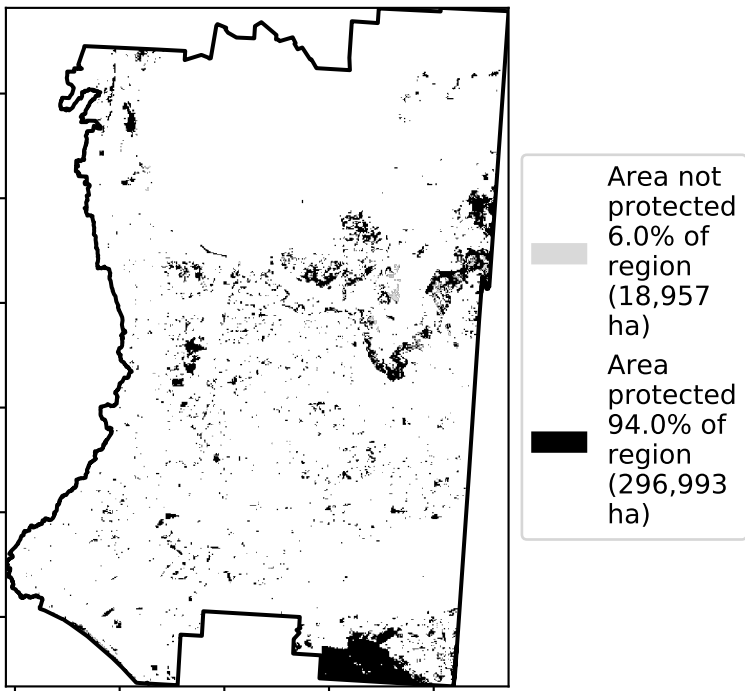 Area not
protected
6.0% of
region
(18,957
ha)
Area
protected
94.0% of
region
(296,993
ha)